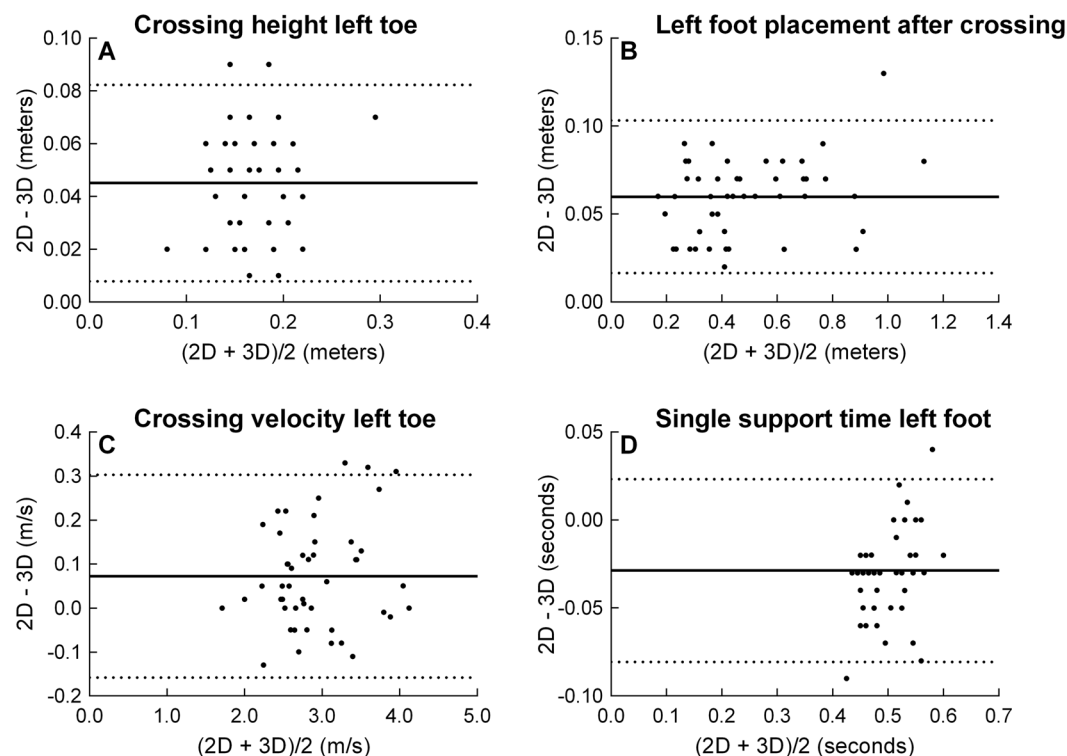 Crossing height left toe
A
0.10
0.08
0.06
0.04
0.02
0.00
2D - 3D (meters)
0.0 0.1 0.2 0.3 0.4
(2D + 3D)/2 (meters)
Left foot placement after crossing
B
0.15
0.10
0.05
0.00
2D - 3D (meters)
0.0 0.2 0.4 0.6 0.8 1.0 1.2 1.4
(2D + 3D)/2 (meters)
Crossing velocity left toe
C
0.4
0.3
0.2
0.1
0.0
-0.1
-0.2
2D - 3D (m/s)
0.0 1.0 2.0 3.0 4.0 5.0
(2D + 3D)/2 (m/s)
Single support time left foot
D
0.05
0.00
-0.05
-0.10
2D - 3D (seconds)
0.0 0.1 0.2 0.3 0.4 0.5 0.6 0.7
(2D + 3D)/2 (seconds)